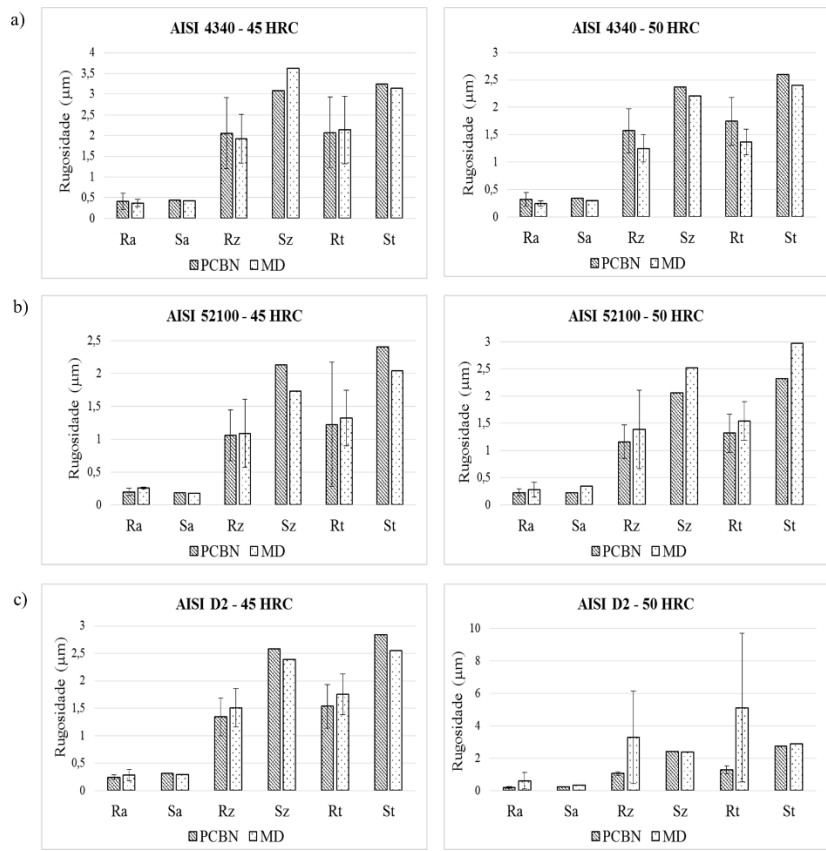 a)
AISI 4340 - 45 HRC
Rugosidade (µm)
4
3,5
3
2,5
2
1,5
1
0,5
0
Ra Sa Rz Sz Rt St
PCBN MD
AISI 4340 - 50 HRC
Rugosidade (µm)
3
2,5
2
1,5
1
0,5
0
Ra Sa Rz Sz Rt St
PCBN MD
b)
AISI 52100 - 45 HRC
Rugosidade (µm)
2,5
2
1,5
1
0,5
0
Ra Sa Rz Sz Rt St
PCBN MD
AISI 52100 - 50 HRC
Rugosidade (µm)
3
2,5
2
1,5
1
0,5
0
Ra Sa Rz Sz Rt St
PCBN MD
c)
AISI D2 - 45 HRC
Rugosidade (µm)
3
2,5
2
1,5
1
0,5
0
Ra Sa Rz Sz Rt St
PCBN MD
AISI D2 - 50 HRC
Rugosidade (µm)
10
8
6
4
2
0
Ra Sa Rz Sz Rt St
PCBN MD